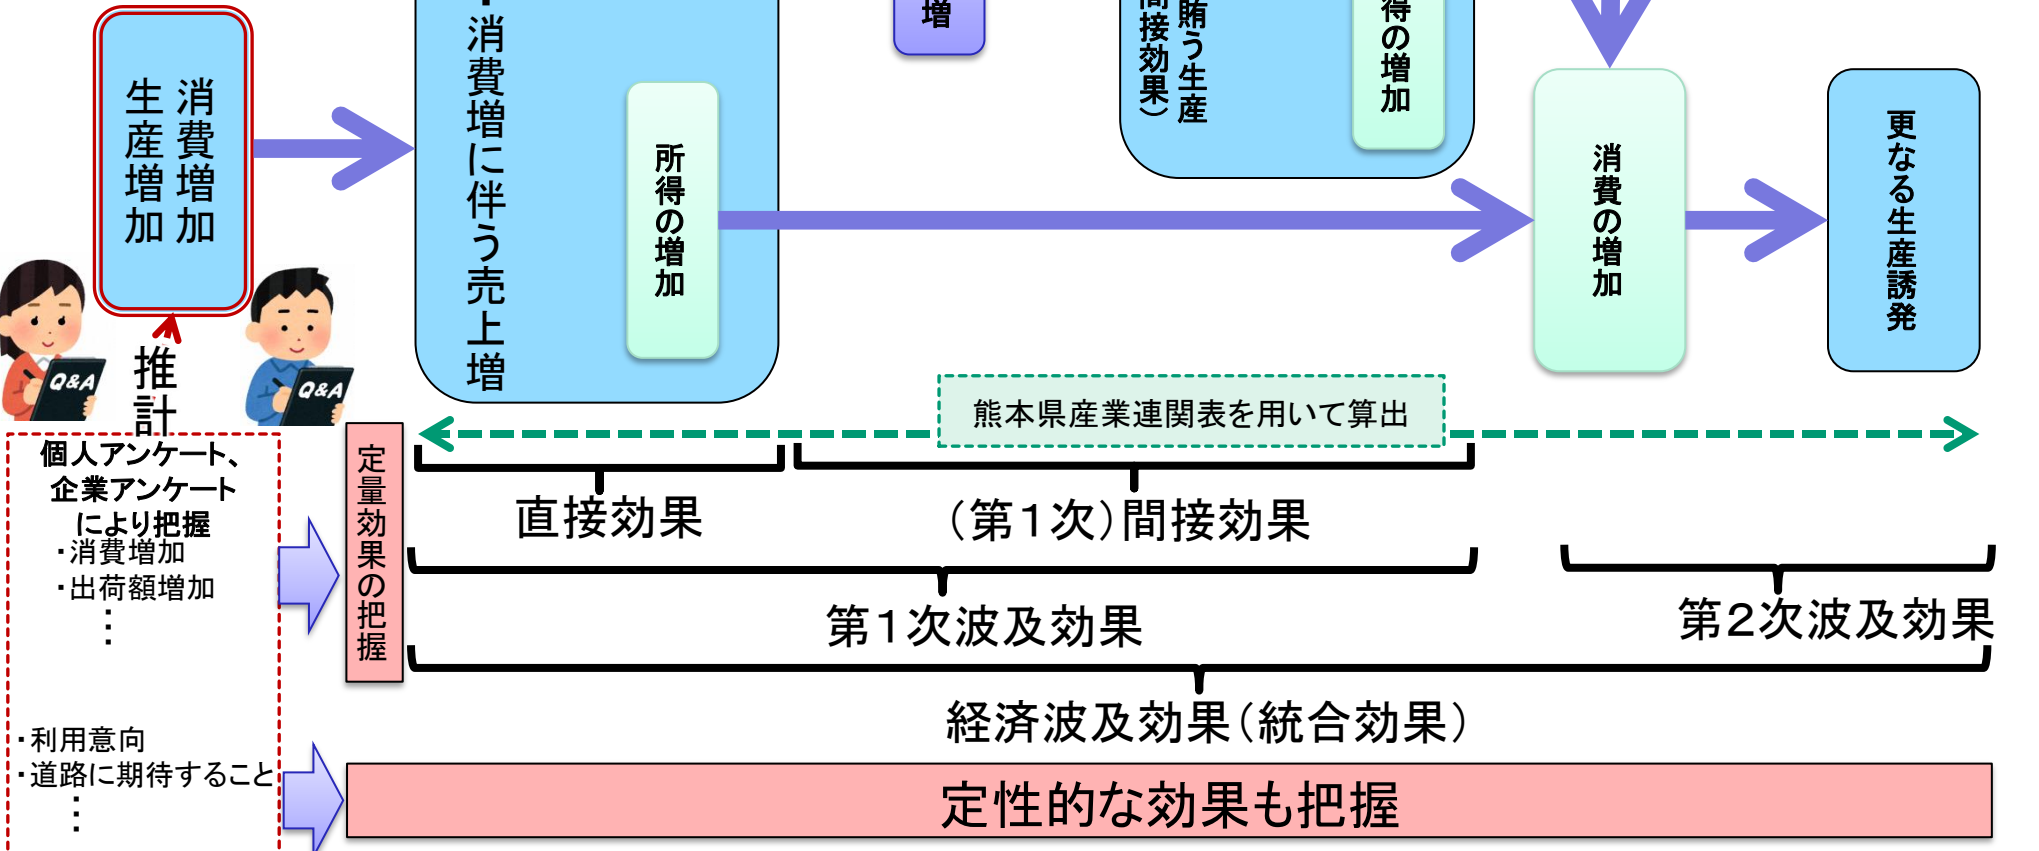 消費増加
生産増加
・消費増に伴う売上増
所得の増加
増
賄う生産
間接効果）
得の増加
消費の増加
更なる生産誘発
Q&A
Q&A
推計
熊本県産業連関表を用いて算出
個人アンケート、
企業アンケート
により把握
・消費増加
・出荷額増加
⋮
定量効果の把握
直接効果
（第１次）間接効果
第１次波及効果
第２次波及効果
経済波及効果（統合効果）
・利用意向
・道路に期待すること
⋮
定性的な効果も把握